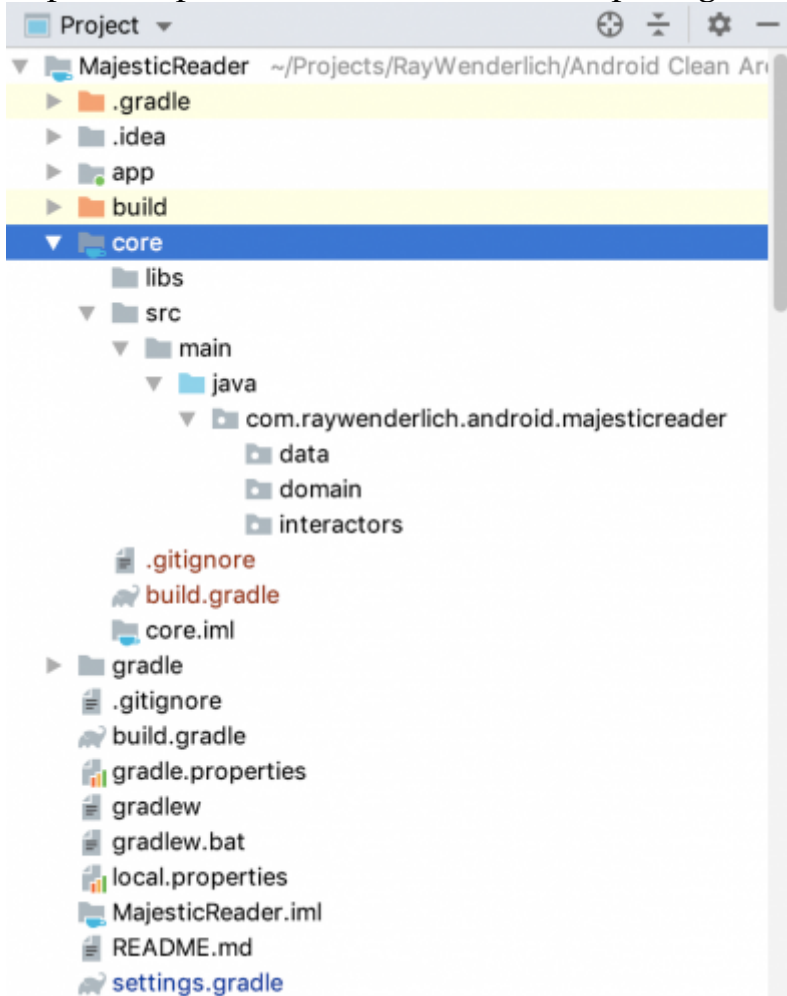 Project
MajesticReader ~/Projects/RayWenderlich/Android Clean Ar
.gradle
.idea
app
build
core
libs
src
main
java
com.raywenderlich.android.majesticreader
data
domain
interactors
.gitignore
build.gradle
core.iml
gradle
.gitignore
build.gradle
gradle.properties
gradlew
gradlew.bat
local.properties
MajesticReader.iml
README.md
settings.gradle